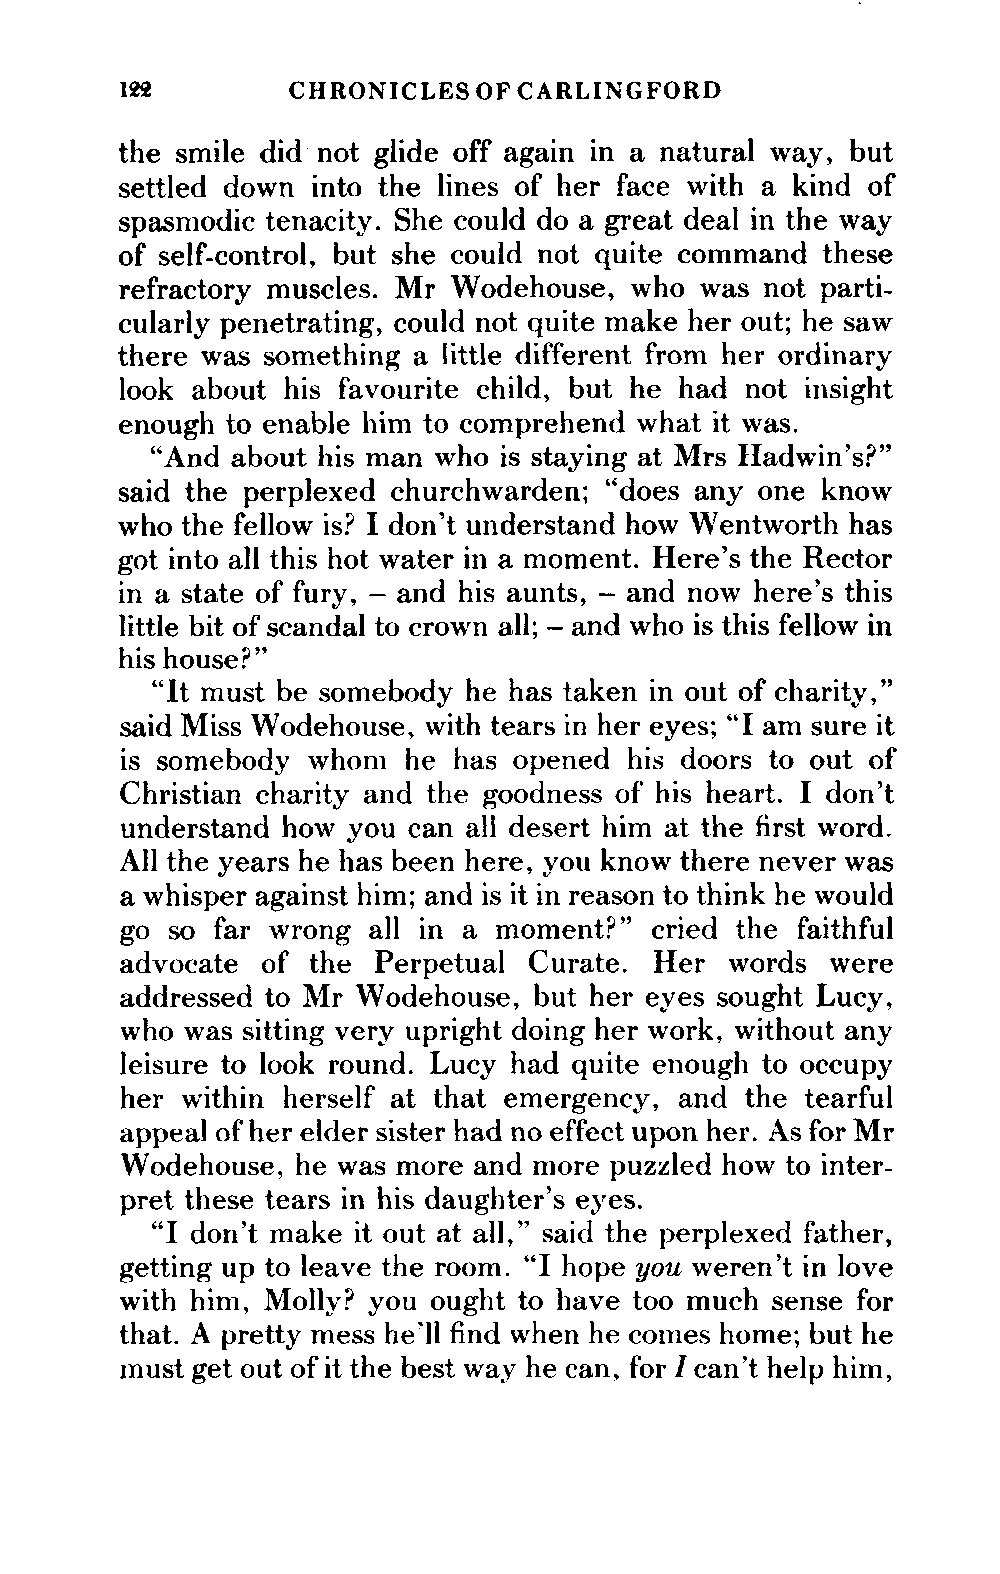 122 CHRONICLES OF CARLINGFORD
the smile did not glide off again in a natural way, but
settled down into the lines of her face with a kind of
spasmodic tenacity. She could do a great deal in the way
of self-control, but she could not quite command these
refractory muscles. Mr Wodehouse, who was not parti-
cularly penetrating, could not quite make her out; he saw
there was something a little different from her ordinary
look about his favourite child, but he had not insight
enough to enable him to comprehend what it was.
“And about his man who is staying at Mrs Hadwin’s?”
said the perplexed churchwarden; “does any one know
who the fellow is? I don’t understand how Wentworth has
got into all this hot water in a moment. Here’s the Rector
in a state of fury, – and his aunts, – and now here’s this
little bit of scandal to crown all; – and who is this fellow in
his house?”
“It must be somebody he has taken in out of charity,”
said Miss Wodehouse, with tears in her eyes; “I am sure it
is somebody whom he has opened his doors to out of
Christian charity and the goodness of his heart. I don’t
understand how you can all desert him at the first word.
All the years he has been here, you know there never was
a whisper against him; and is it in reason to think he would
go so far wrong all in a moment?” cried the faithful
advocate of the Perpetual Curate. Her words were
addressed to Mr Wodehouse, but her eyes sought Lucy,
who was sitting very upright doing her work, without any
leisure to look round. Lucy had quite enough to occupy
her within herself at that emergency, and the tearful
appeal of her elder sister had no effect upon her. As for Mr
Wodehouse, he was more and more puzzled how to inter-
pret these tears in his daughter’s eyes.
“I don’t make it out at all,” said the perplexed father,
getting up to leave the room. “I hope you weren’t in love
with him, Molly? you ought to have too much sense for
that. A pretty mess he’ll find when he comes home; but he
must get out of it the best way he can, for I can’t help him,